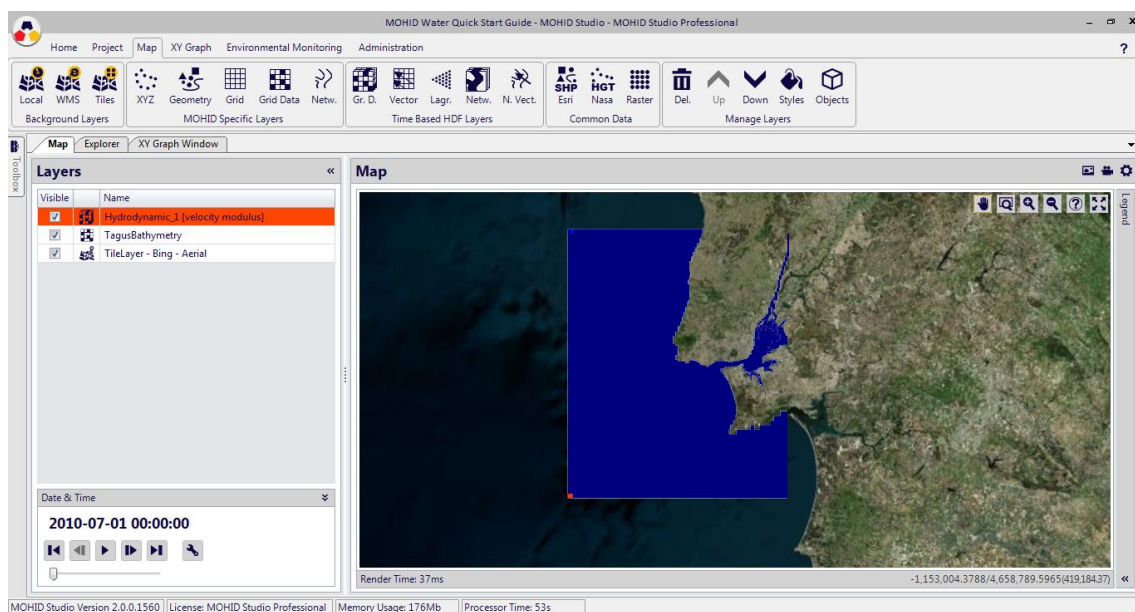 MOHID Water Quick Start Guide - MOHID Studio - MOHID Studio Professional
Home Project Map XY Graph Environmental Monitoring Administration ?
Local WMS Tiles XYZ Geometry Grid Grid Data Netw. Gr. D. Vector Lagr. Netw. N. Vect. SHP Esri HGT Nasa Raster Del. Up Down Styles Objects
Background Layers MOHID Specific Layers Time Based HDF Layers Common Data Manage Layers
Toolbox
Map Explorer XY Graph Window
Layers «
Visible Name
Hydrodynamic_1 [velocity modulus]
TagusBathymetry
TileLayer - Bing - Aerial
Date & Time
2010-07-01 00:00:00
Map
Legend
Render Time: 37ms -1,153,004.3788/4,658,789.5965(419,184.37) «
MOHID Studio Version 2.0.0.1560 License: MOHID Studio Professional Memory Usage: 176Mb Processor Time: 53s